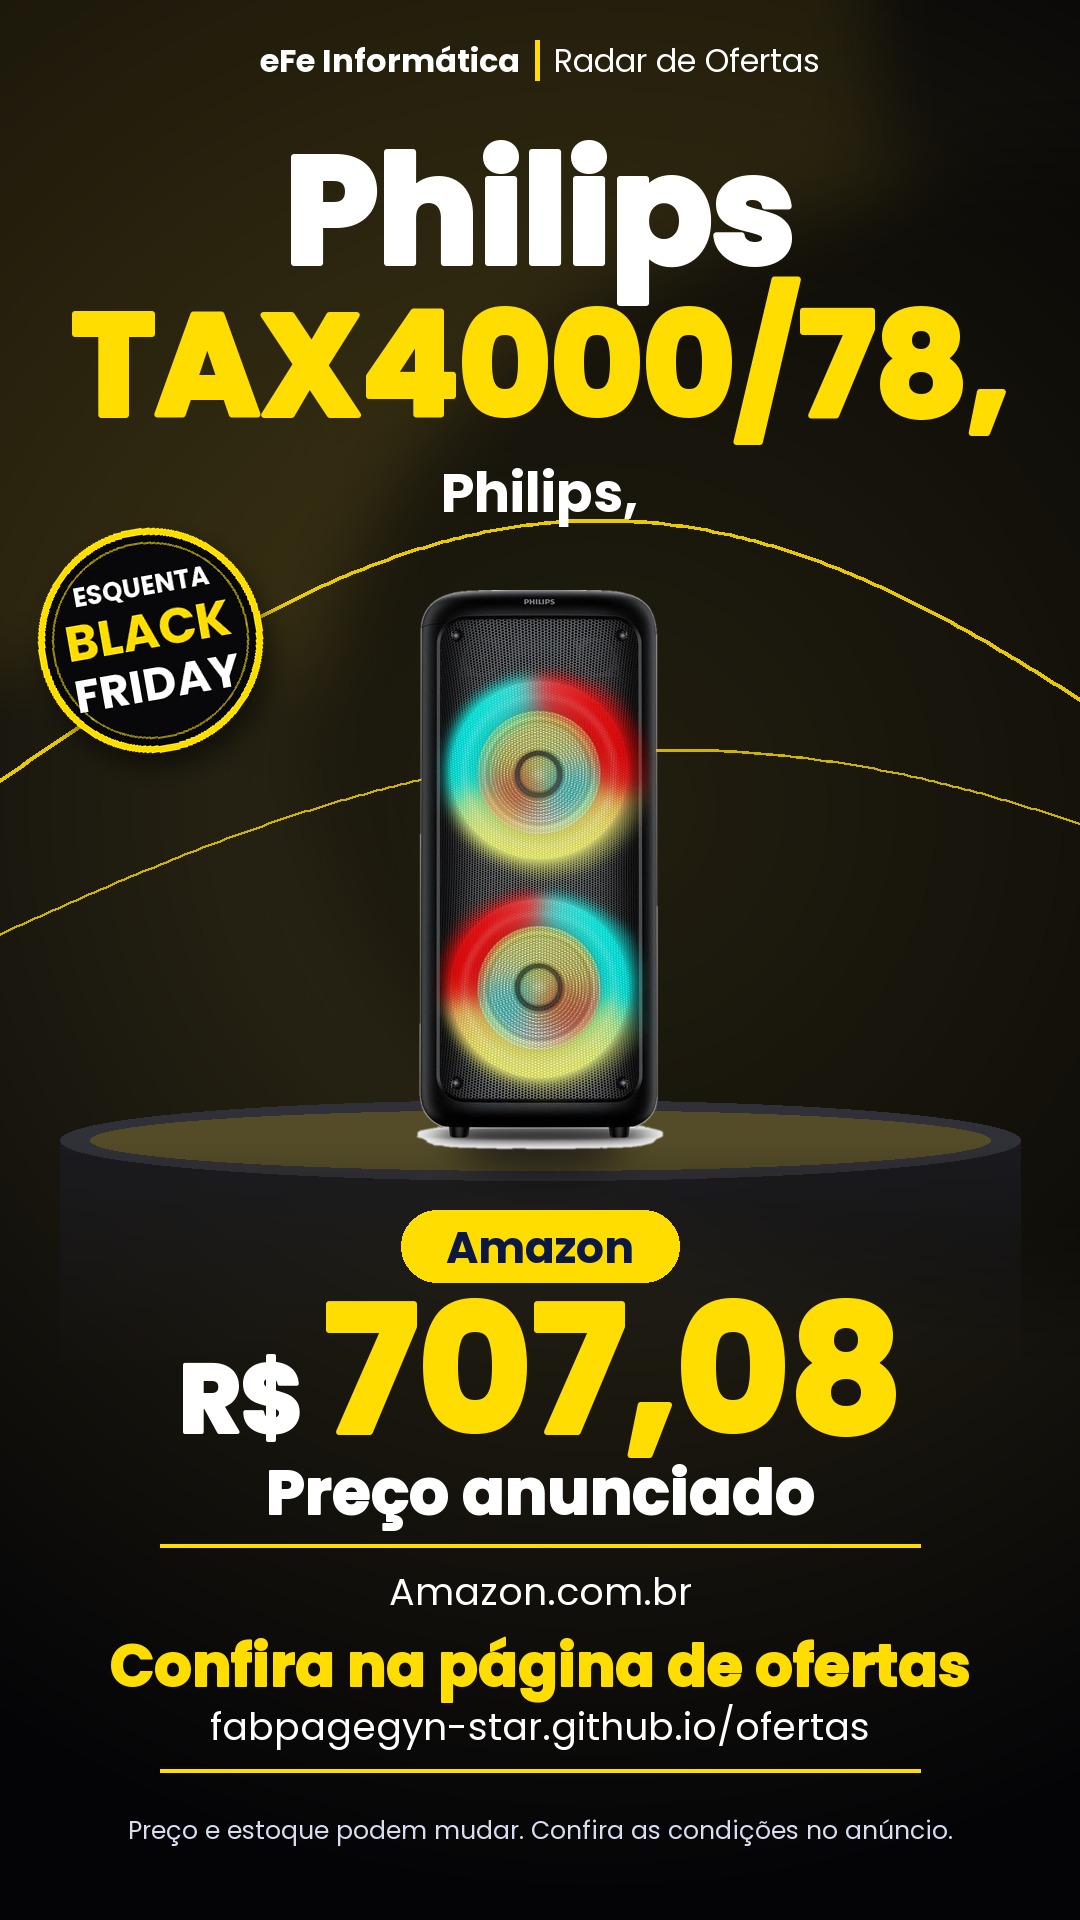 eFe Informática | Radar de Ofertas
Philips
TAX4000/78,
Philips,
ESQUENTA
BLACK
FRIDAY
PHILIPS
Amazon
R$ 707,08
Preço anunciado
Amazon.com.br
Confira na página de ofertas
fabpagegyn-star.github.io/ofertas
Preço e estoque podem mudar. Confira as condições no anúncio.